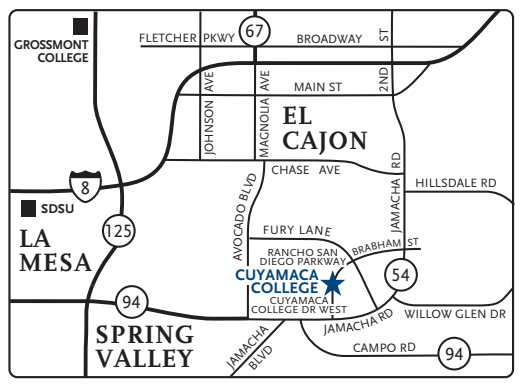 GROSSMONT
COLLEGE
FLETCHER PKWY
67
BROADWAY
2ND ST
JOHNSON AVE
MAGNOLIA AVE
MAIN ST
EL
CAJON
CHASE AVE
JAMACHA RD
HILLSDALE RD
8
SDSU
LA
MESA
125
AVOCADO BLVD
FURY LANE
RANCHO SAN
DIEGO PARKWAY
BRABHAM ST
CUYAMACA
COLLEGE
CUYAMACA
COLLEGE DR WEST
54
94
SPRING
VALLEY
JAMACHA
BLVD
JAMACHA RD
WILLOW GLEN DR
CAMPO RD
94